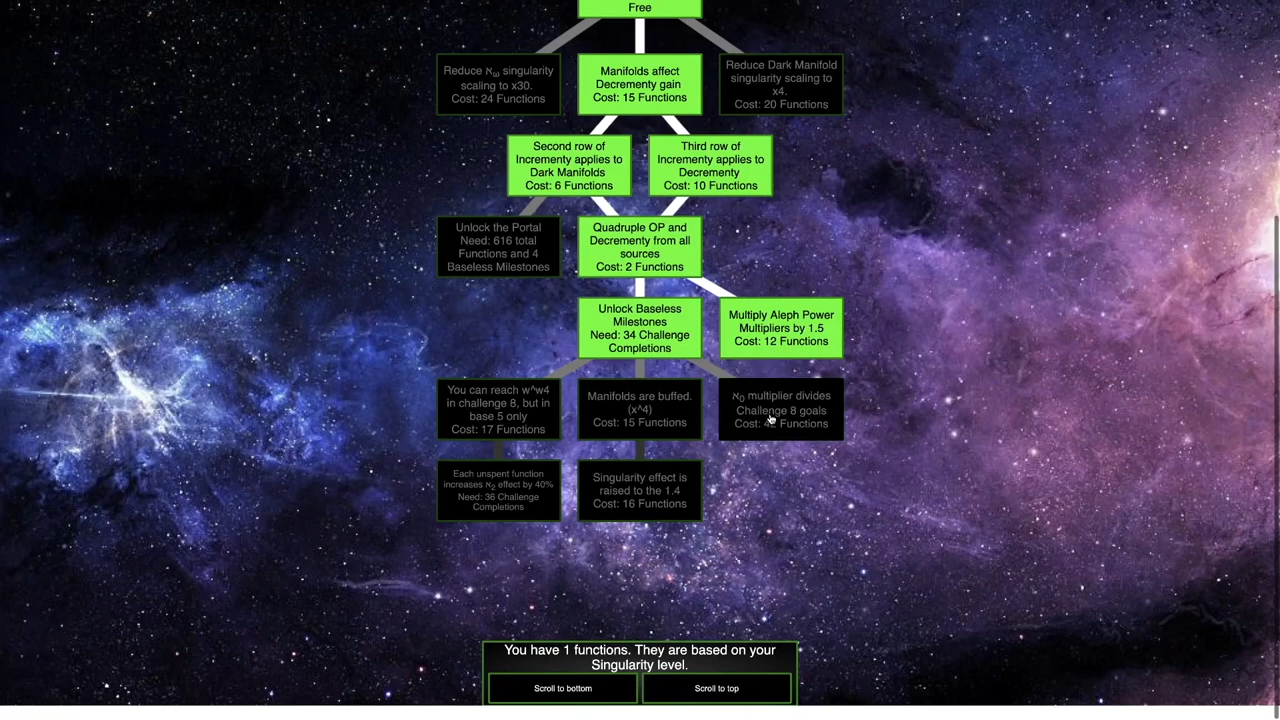 Free
Reduce ℵω singularity
scaling to x30.
Cost: 24 Functions
Manifolds affect
Decrementy gain
Cost: 15 Functions
Reduce Dark Manifold
singularity scaling to
x4.
Cost: 20 Functions
Second row of
Incrementy applies to
Dark Manifolds
Cost: 6 Functions
Third row of
Incrementy applies to
Decrementy
Cost: 10 Functions
Unlock the Portal
Need: 616 total
Functions and 4
Baseless Milestones
Quadruple OP and
Decrementy from all
sources
Cost: 2 Functions
Unlock Baseless
Milestones
Need: 34 Challenge
Completions
Multiply Aleph Power
Multipliers by 1.5
Cost: 12 Functions
You can reach w^w4
in challenge 8, but in
base 5 only
Cost: 17 Functions
Manifolds are buffed.
(x^4)
Cost: 15 Functions
ℵ0 multiplier divides
Challenge 8 goals
Cost: Functions
Each unspent function
increases ℵ2 effect by 40%
Need: 36 Challenge
Completions
Singularity effect is
raised to the 1.4
Cost: 16 Functions
You have 1 functions. They are based on your
Singularity level.
Scroll to bottom
Scroll to top